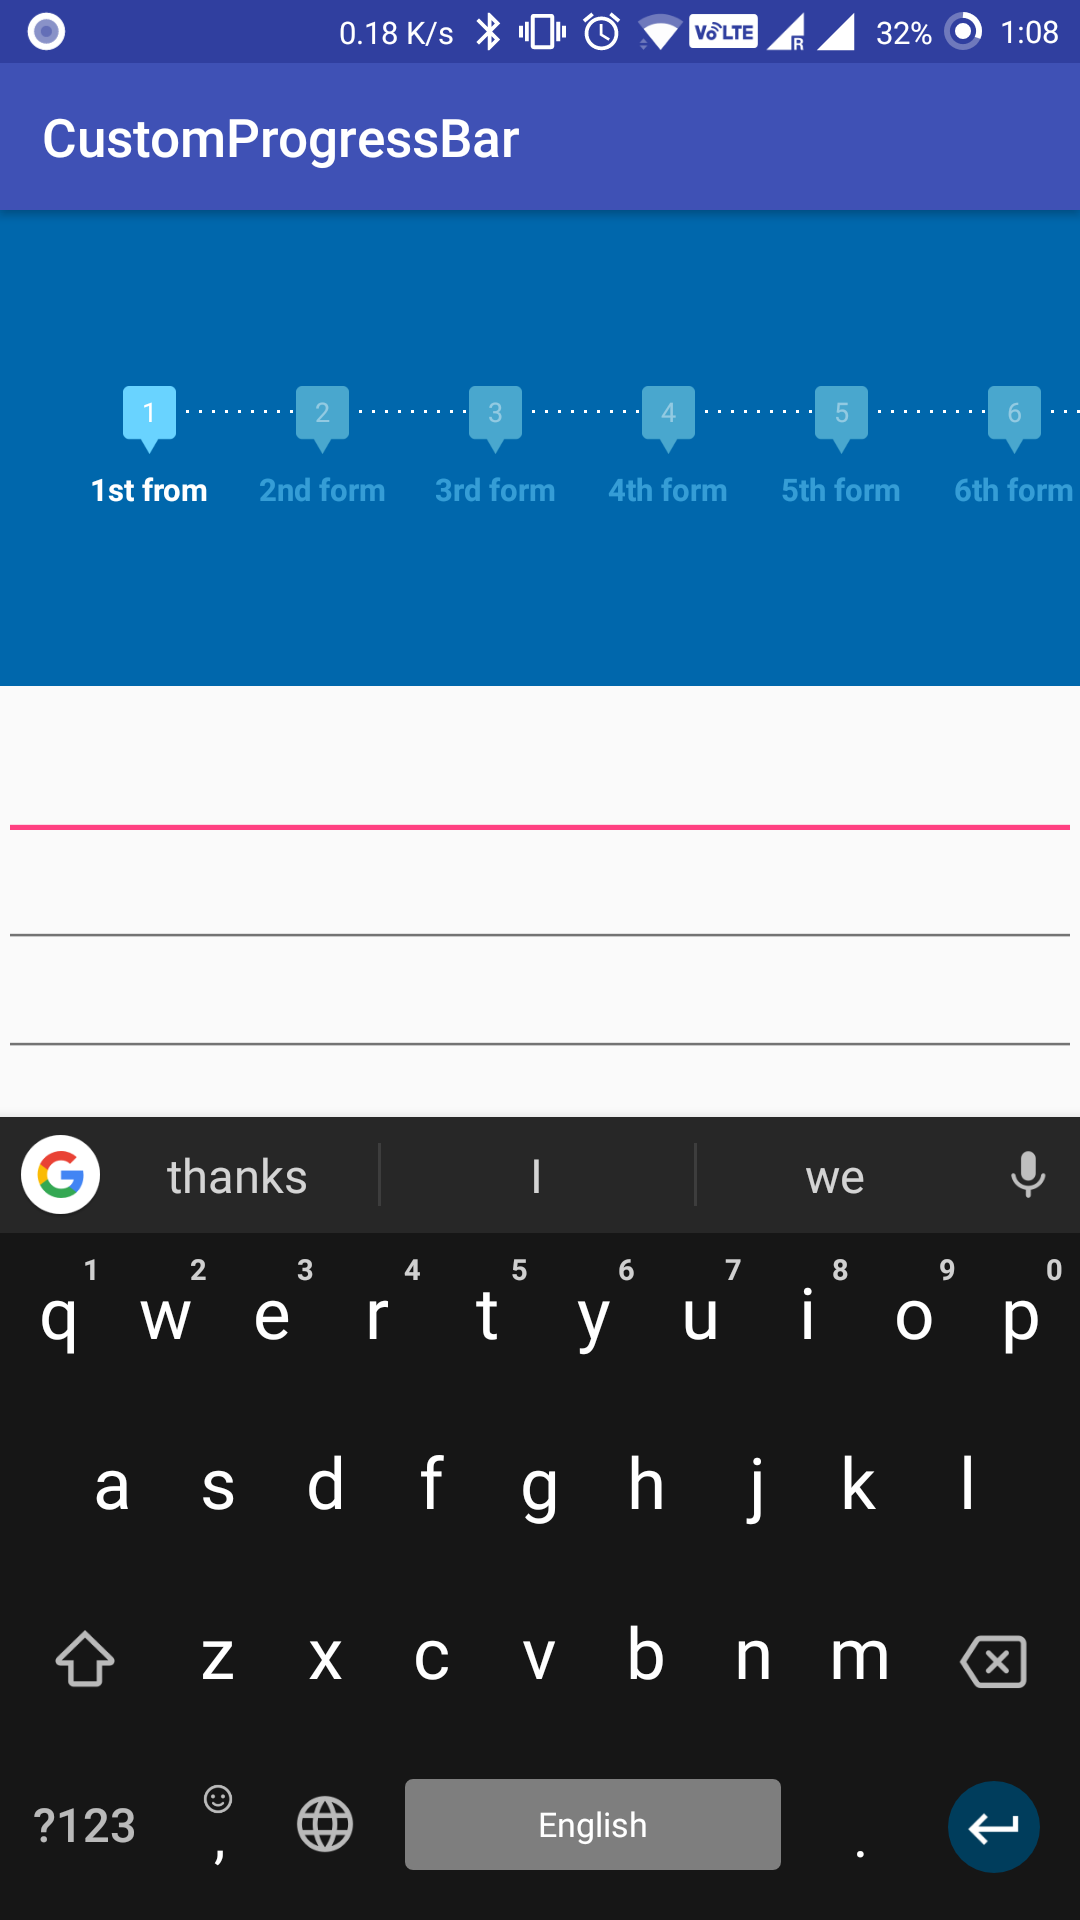 0.18 K/s VoLTE R 32% 1:08
CustomProgressBar
1 2 3 4 5 6
1st from 2nd form 3rd form 4th form 5th form 6th form
G thanks I we
1 2 3 4 5 6 7 8 9 0
q w e r t y u i o p
a s d f g h j k l
z x c v b n m
?123 , English .